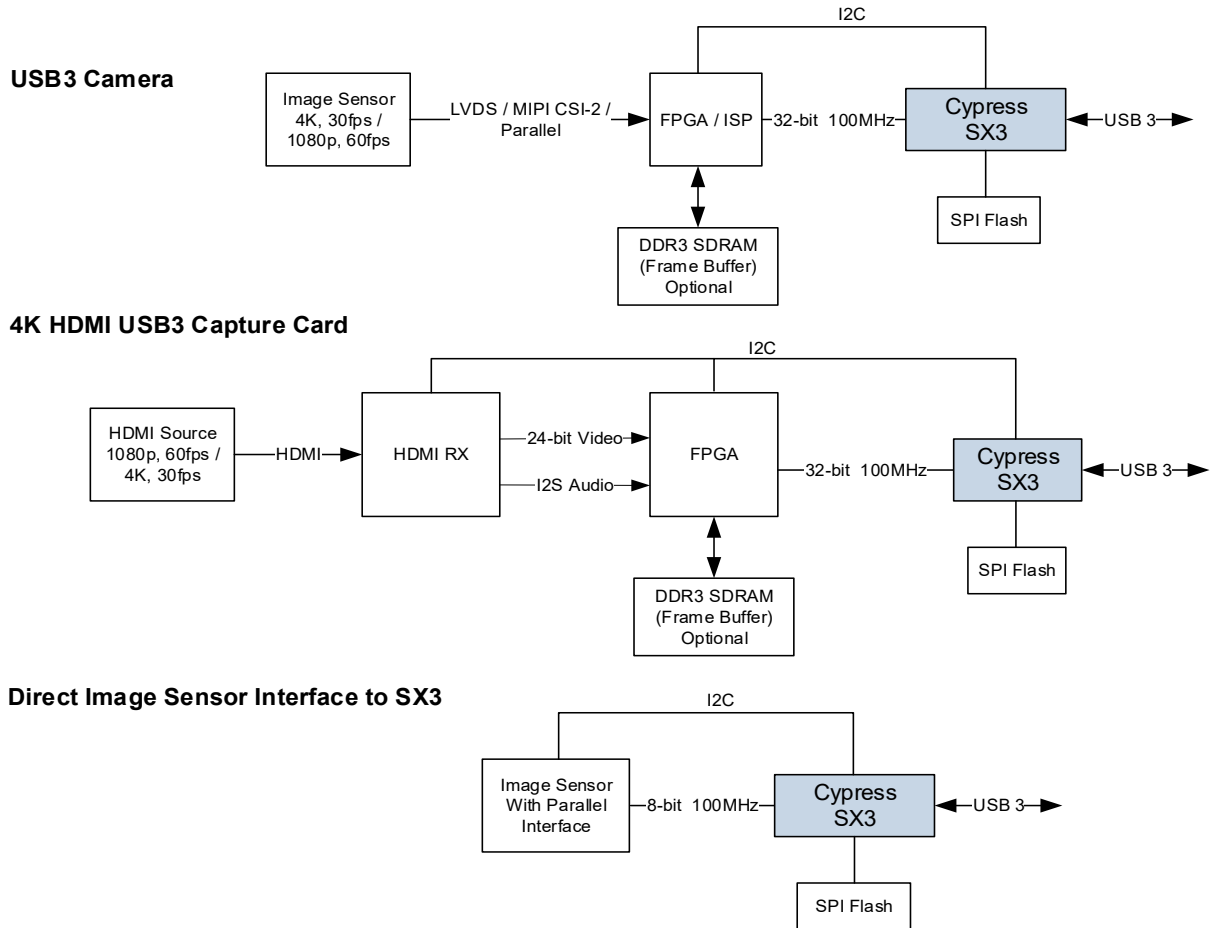 I2C
USB3 Camera
Image Sensor
4K, 30fps /
1080p, 60fps
LVDS / MIPI CSI-2 /
Parallel
FPGA / ISP
32-bit 100MHz
Cypress
SX3
USB 3
SPI Flash
DDR3 SDRAM
(Frame Buffer)
Optional
4K HDMI USB3 Capture Card
I2C
HDMI Source
1080p, 60fps /
4K, 30fps
HDMI
HDMI RX
24-bit Video
I2S Audio
FPGA
32-bit 100MHz
Cypress
SX3
USB 3
SPI Flash
DDR3 SDRAM
(Frame Buffer)
Optional
Direct Image Sensor Interface to SX3
I2C
Image Sensor
With Parallel
Interface
8-bit 100MHz
Cypress
SX3
USB 3
SPI Flash